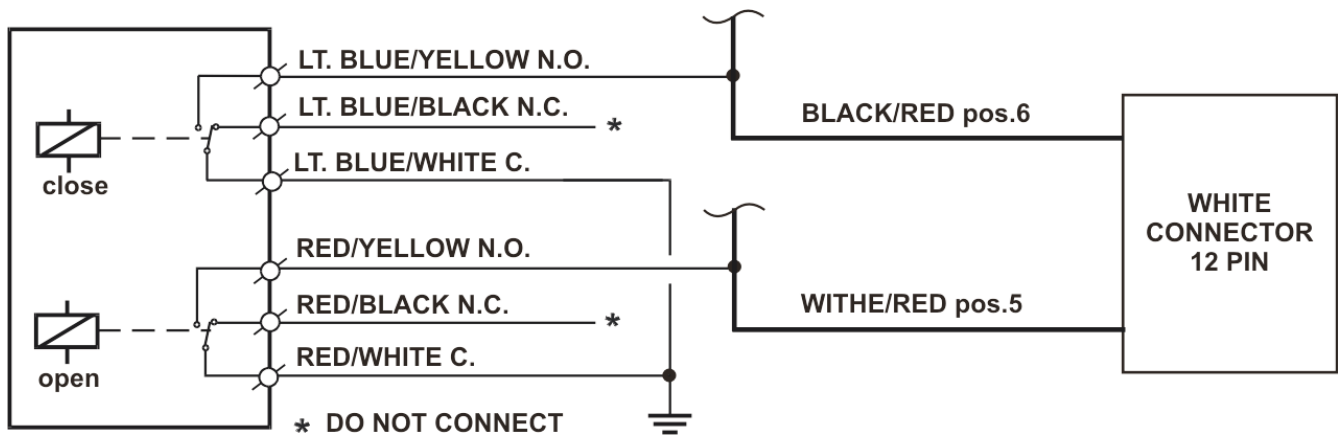 LT. BLUE/YELLOW N.O.
LT. BLUE/BLACK N.C. *
BLACK/RED pos.6
close
LT. BLUE/WHITE C.
WHITE
CONNECTOR
12 PIN
RED/YELLOW N.O.
RED/BLACK N.C. *
WITHE/RED pos.5
open
RED/WHITE C.
* DO NOT CONNECT